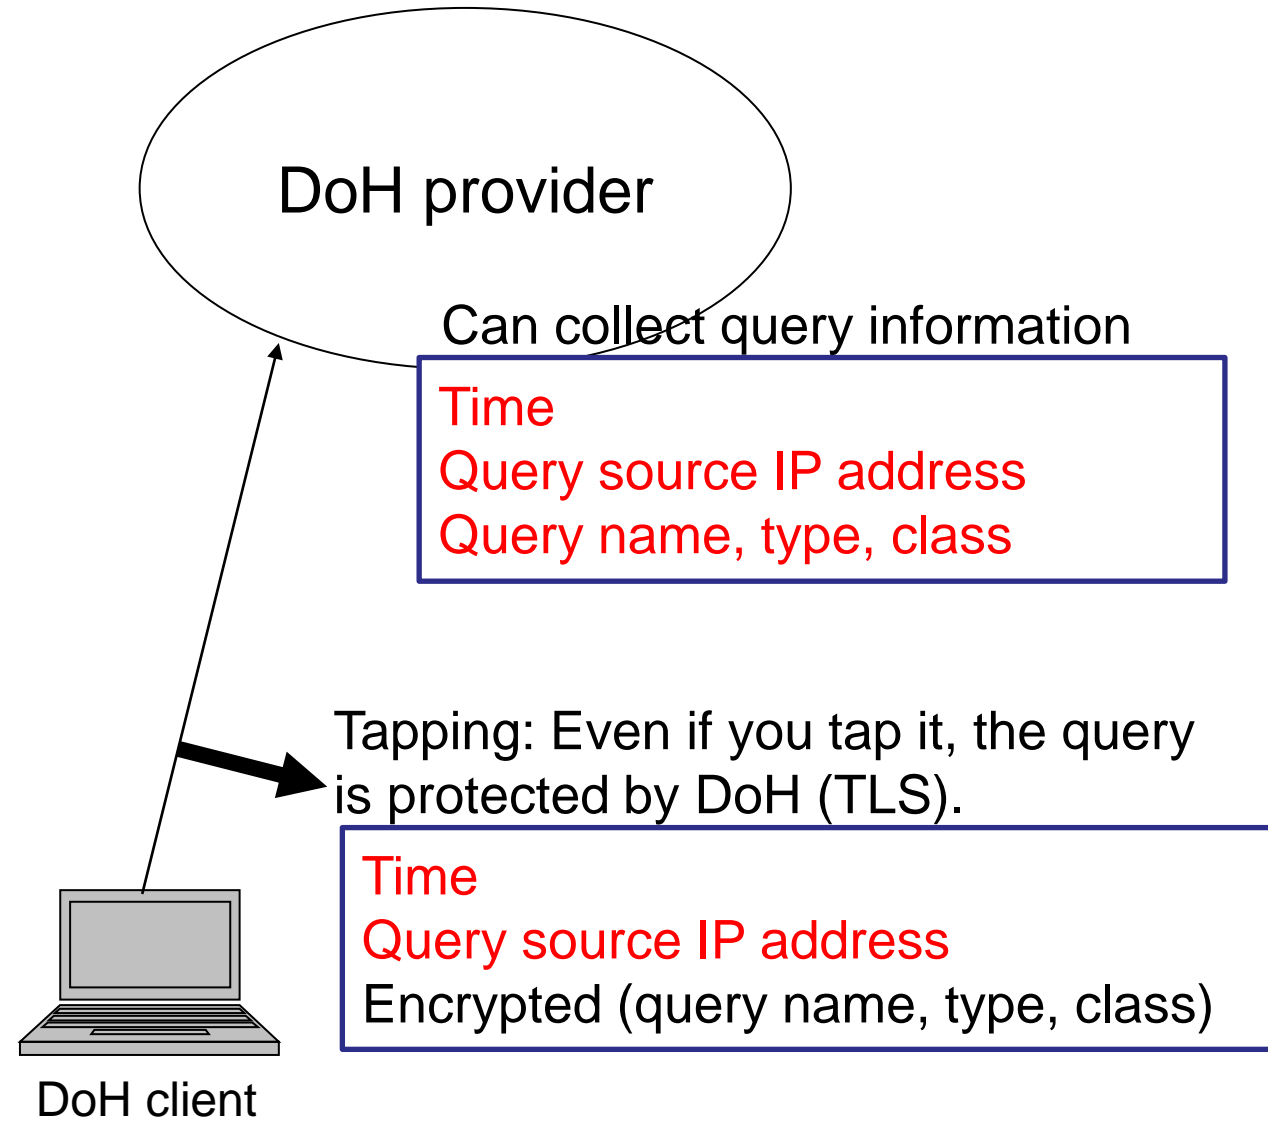 DoH provider
Can collect query information
Time
Query source IP address
Query name, type, class
Tapping: Even if you tap it, the query
is protected by DoH (TLS).
Time
Query source IP address
Encrypted (query name, type, class)
DoH client